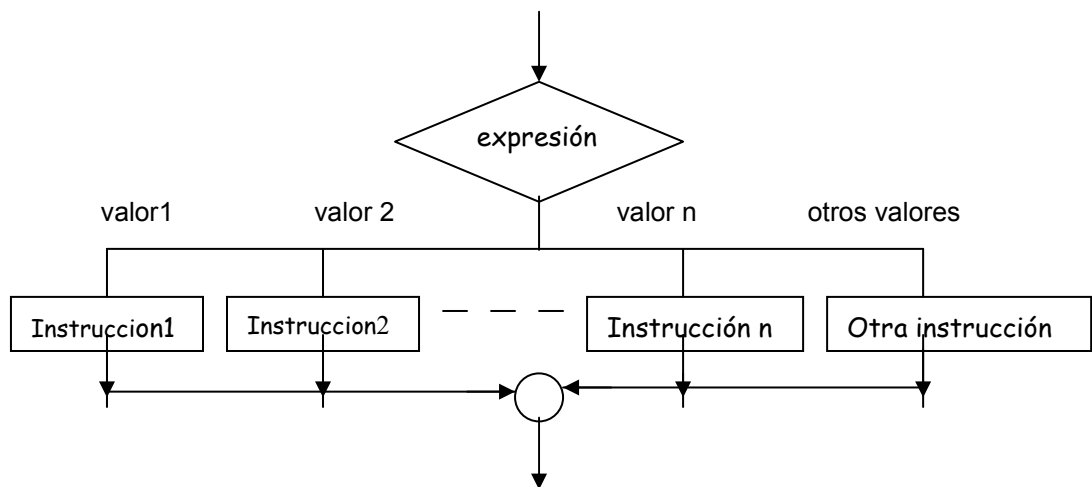 expresión
valor1
valor 2
valor n
otros valores
Instruccion1
Instruccion2
Instrucción n
Otra instrucción